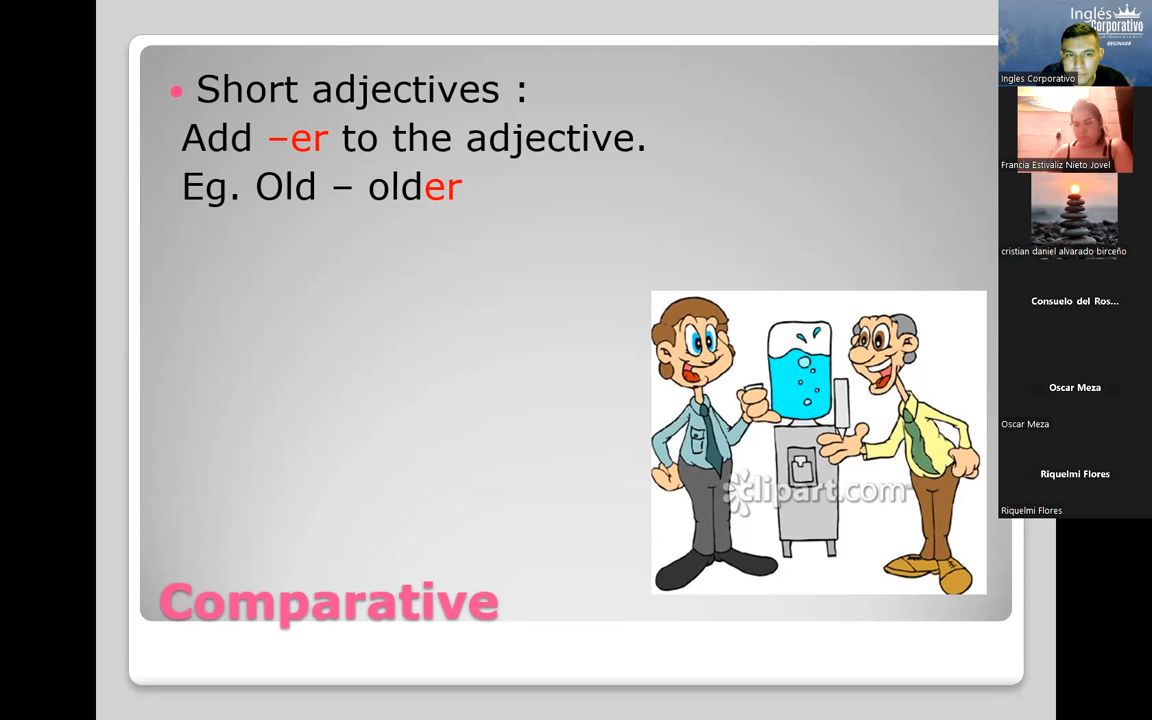 Short adjectives :
Add –er to the adjective.
Eg. Old – older
clipart.com
Comparative
Inglés
Corporativo
BEGINNER
Ingles Corporativo
Francia Estivaliz Nieto Jovel
cristian daniel alvarado birceño
Consuelo del Ros...
Oscar Meza
Oscar Meza
Riquelmi Flores
Riquelmi Flores